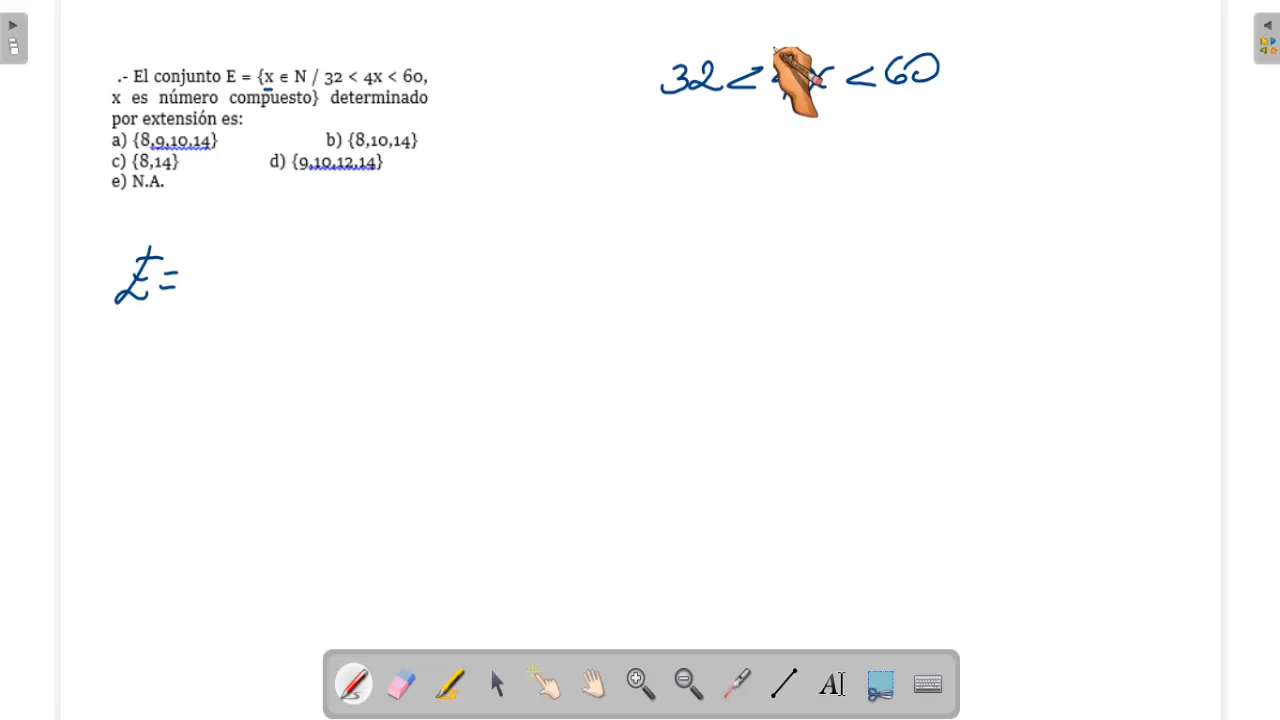 .- El conjunto E = {x ∈ N / 32 < 4x < 60,
x es número compuesto} determinado
por extensión es:
a) {8,9,10,14} b) {8,10,14}
c) {8,14} d) {9,10,12,14}
e) N.A.
32 < x < 60
E =